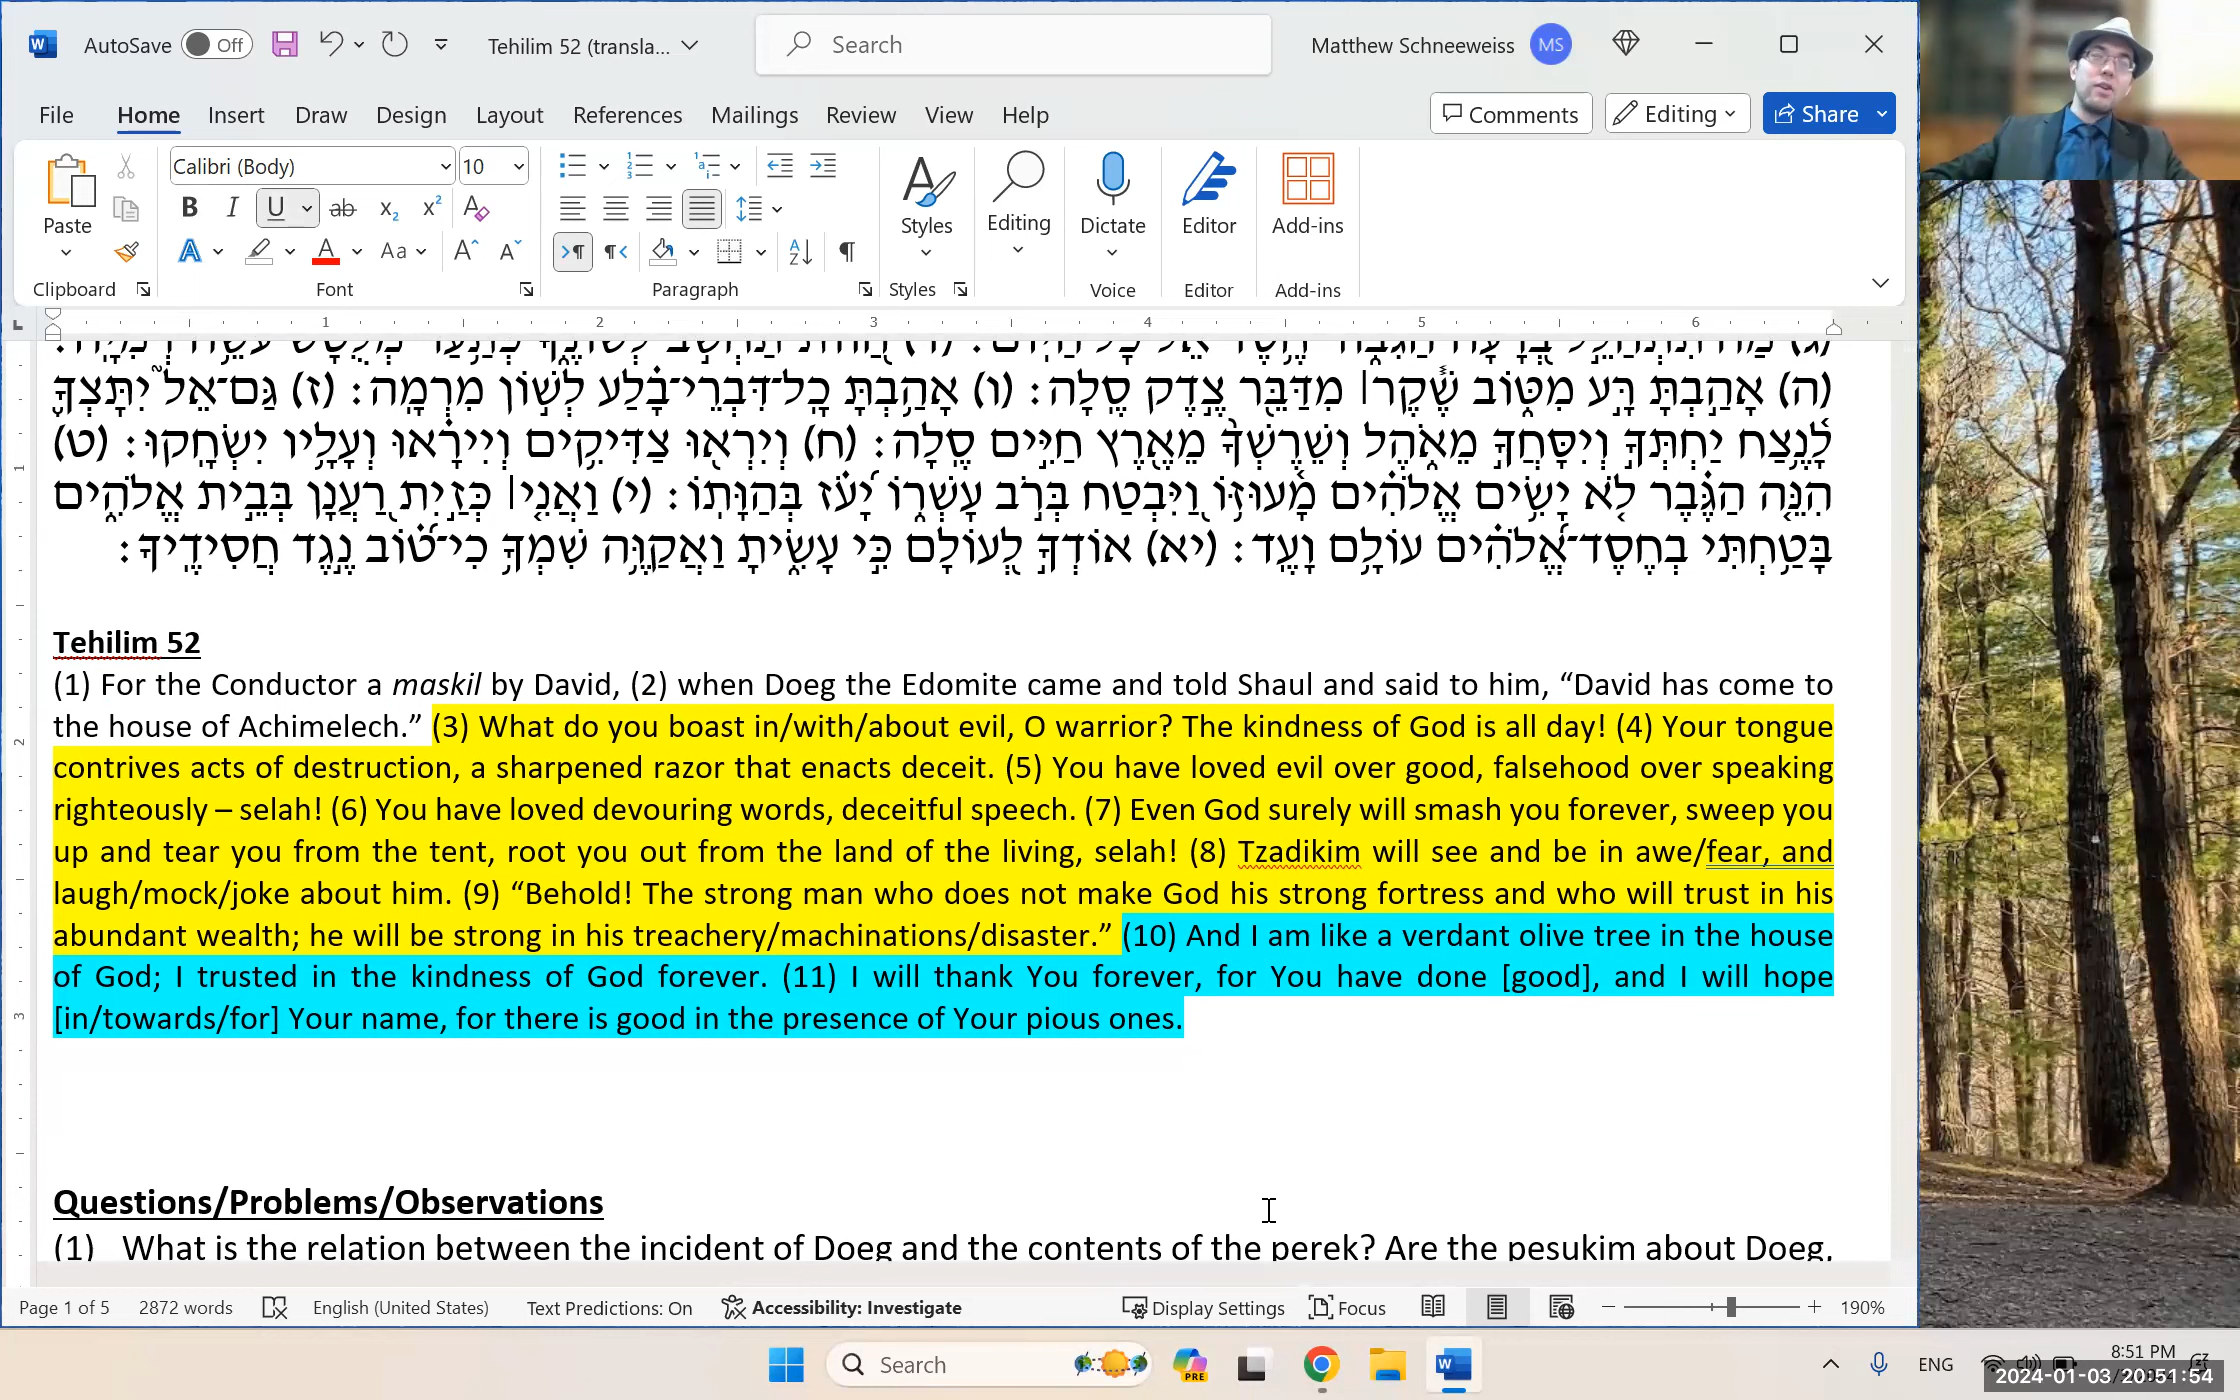 AutoSave Off Tehilim 52 (transla... Search Matthew Schneeweiss MS
File Home Insert Draw Design Layout References Mailings Review View Help Comments Editing Share
Calibri (Body) 10
Paste Styles Editing Dictate Editor Add-ins
Clipboard Font Paragraph Styles Voice Editor Add-ins
1 2 3 4 5 6
(ה) אָהַ֣בְתָּ רָּ֣ע מִטּ֑וֹב שֶׁ֓קֶר׀ מִדַּבֵּ֖ר צֶ֣דֶק סֶֽלָה׃ (ו) אָהַ֥בְתָּ כׇֽל־דִּבְרֵי־בָ֝֗לַע לְשׁ֣וֹן מִרְמָֽה׃ (ז) גַּם־אֵל֮ יִתׇּצְךָ֢
לָ֫נֶ֥צַח יַחְתְּךָ֣ וְיִסָּחֲךָ֣ מֵאֹ֑הֶל וְשֵׁרֶשְׁךָ֨ מֵאֶ֖רֶץ חַיִּ֣ים סֶֽלָה׃ (ח) וְיִרְא֖וּ צַדִּיקִ֥ים וְיִירָ֗אוּ וְעָלָ֥יו יִשְׂחָֽקוּ׃ (ט)
הִנֵּ֤ה הַגֶּ֗בֶר לֹ֤א יָשִׂ֥ים אֱלֹהִ֗ים מָ֫ע֥וּזּ֥וֹ וַ֭יִּבְטַח בְּרֹ֣ב עׇשְׁר֑וֹ יָ֝עֹ֗ז בְּהַוָּתֽוֹ׃ (י) וַאֲנִ֤י׀ כְּזַ֣יִת רַ֭עֲנָן בְּבֵ֣ית אֱלֹהִ֑ים
בָּטַ֥חְתִּי בְחֶסֶד־אֱ֝לֹהִ֗ים עוֹלָ֥ם וָעֶֽד׃ (יא) אוֹדְךָ֣ לְ֭עוֹלָם כִּ֣י עָשִׂ֑יתָ וַאֲקַוֶּ֖ה שִׁמְךָ֥ כִי־ט֝֗וֹב נֶ֣גֶד חֲסִידֶֽיךָ׃
Tehilim 52
(1) For the Conductor a maskil by David, (2) when Doeg the Edomite came and told Shaul and said to him, “David has come to
the house of Achimelech.” (3) What do you boast in/with/about evil, O warrior? The kindness of God is all day! (4) Your tongue
contrives acts of destruction, a sharpened razor that enacts deceit. (5) You have loved evil over good, falsehood over speaking
righteously – selah! (6) You have loved devouring words, deceitful speech. (7) Even God surely will smash you forever, sweep you
up and tear you from the tent, root you out from the land of the living, selah! (8) Tzadikim will see and be in awe/fear, and
laugh/mock/joke about him. (9) “Behold! The strong man who does not make God his strong fortress and who will trust in his
abundant wealth; he will be strong in his treachery/machinations/disaster.” (10) And I am like a verdant olive tree in the house
of God; I trusted in the kindness of God forever. (11) I will thank You forever, for You have done [good], and I will hope
[in/towards/for] Your name, for there is good in the presence of Your pious ones.
Questions/Problems/Observations
(1) What is the relation between the incident of Doeg and the contents of the perek? Are the pesukim about Doeg,
Page 1 of 5 2872 words English (United States) Text Predictions: On Accessibility: Investigate Display Settings Focus 190%
Search PRE ENG 8:51 PM
2024-01-03 20:51:54